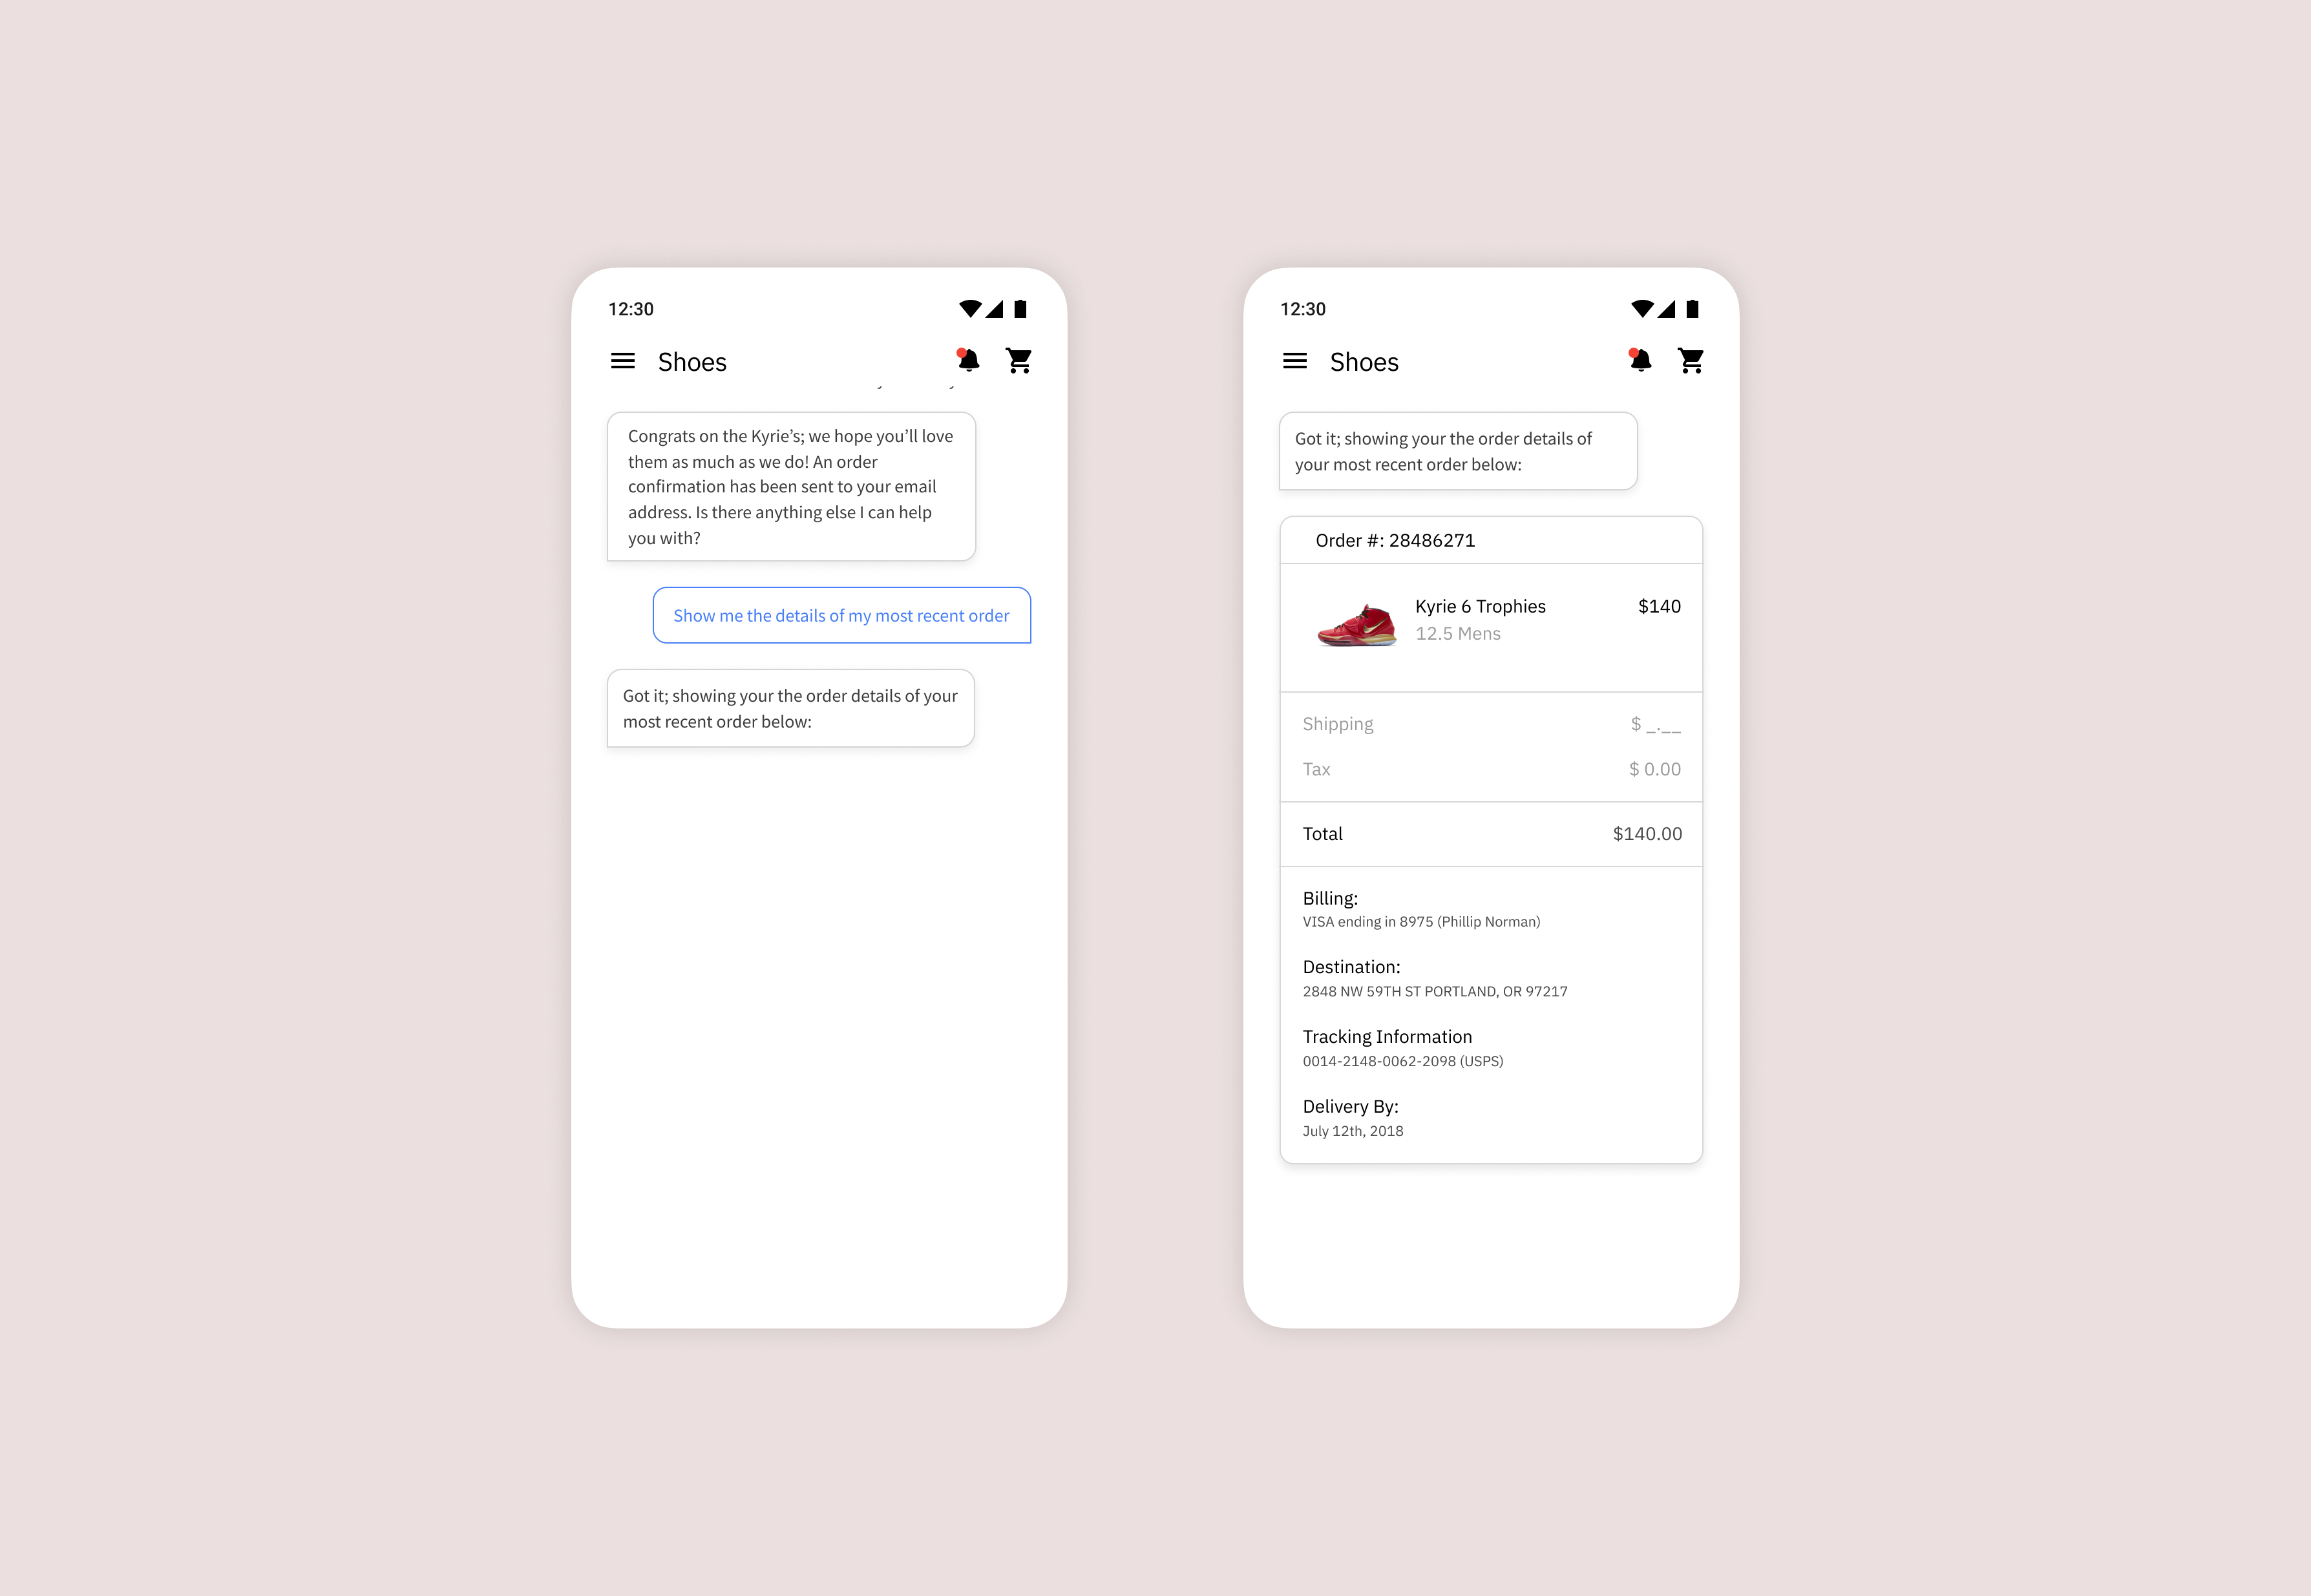 12:30
Shoes
Congrats on the Kyrie’s; we hope you’ll love
them as much as we do! An order
confirmation has been sent to your email
address. Is there anything else I can help
you with?
Show me the details of my most recent order
Got it; showing your the order details of your
most recent order below:
12:30
Shoes
Got it; showing your the order details of
your most recent order below:
Order #: 28486271
Kyrie 6 Trophies $140
12.5 Mens
Shipping $ _.__
Tax $ 0.00
Total $140.00
Billing:
VISA ending in 8975 (Phillip Norman)
Destination:
2848 NW 59TH ST PORTLAND, OR 97217
Tracking Information
0014-2148-0062-2098 (USPS)
Delivery By:
July 12th, 2018